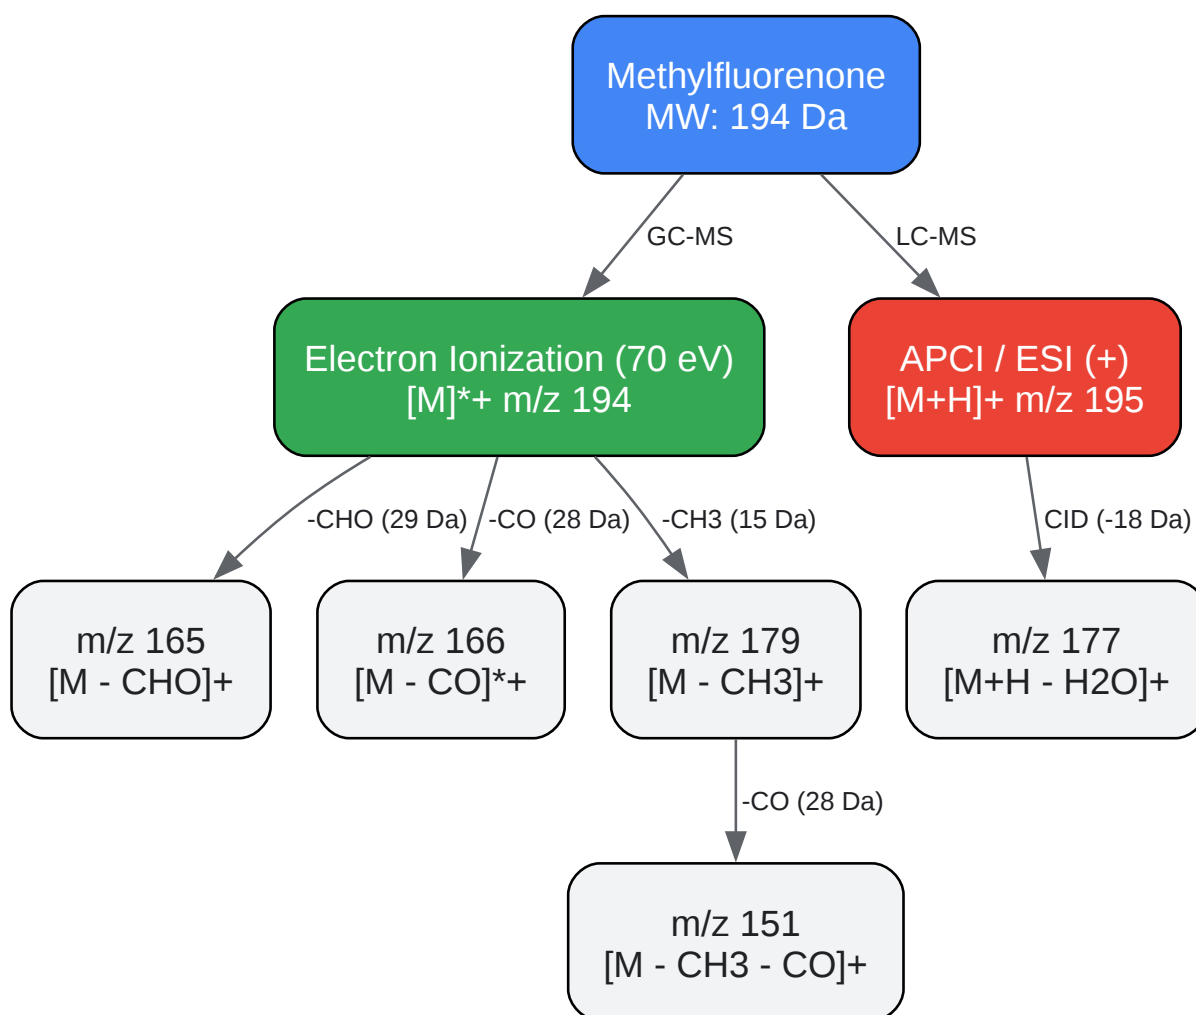 Methylfluorenone
MW: 194 Da
GC-MS
LC-MS
Electron Ionization (70 eV)
[M]*+ m/z 194
APCI / ESI (+)
[M+H]+ m/z 195
-CHO (29 Da)
-CO (28 Da)
-CH3 (15 Da)
CID (-18 Da)
m/z 165
[M - CHO]+
m/z 166
[M - CO]*+
m/z 179
[M - CH3]+
m/z 177
[M+H - H2O]+
-CO (28 Da)
m/z 151
[M - CH3 - CO]+